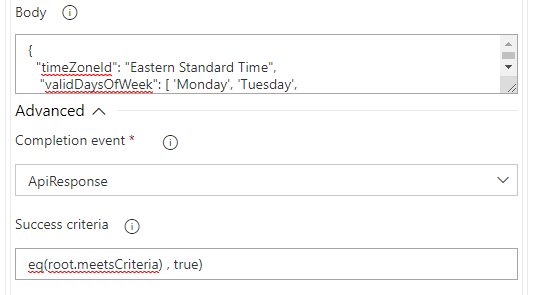 Body
{
"timeZoneId": "Eastern Standard Time",
"validDaysOfWeek": [ 'Monday', 'Tuesday',
Advanced
Completion event *
ApiResponse
Success criteria
eq(root.meetsCriteria) , true)